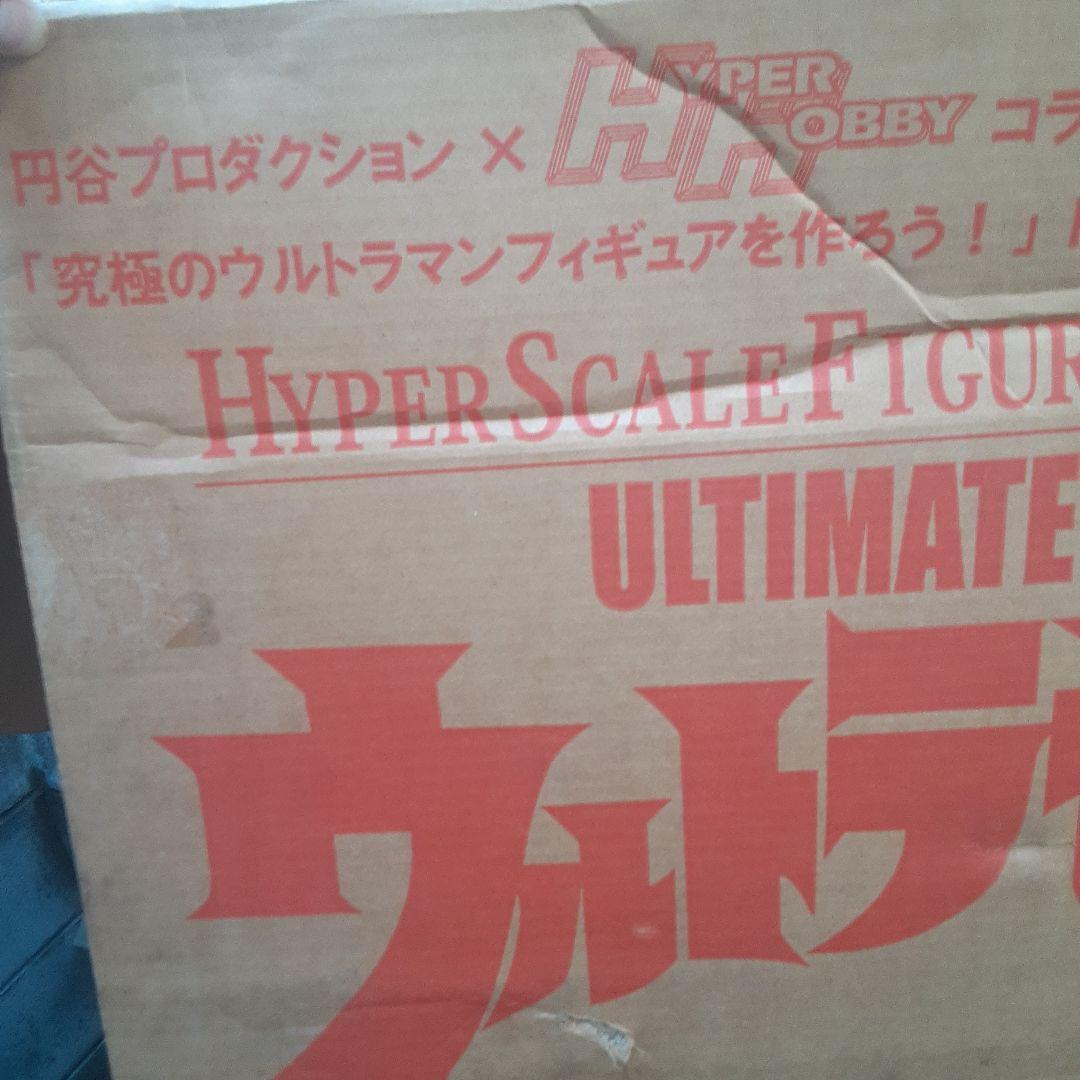 円谷プロダクション × HYPER HOBBY コラ
「究極のウルトラマンフィギュアを作ろう！」
HYPER SCALE FIGUR
ULTIMATE
ウルトラ